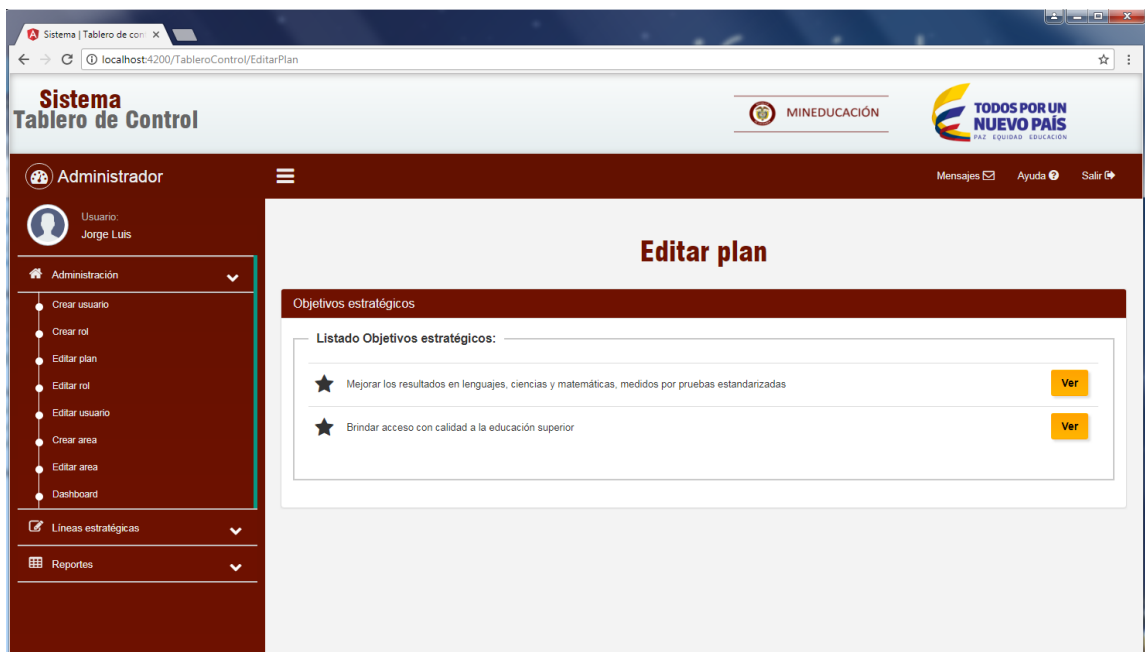 Sistema | Tablero de con
localhost:4200/TableroControl/EditarPlan
Sistema
Tablero de Control
MINEDUCACIÓN
TODOS POR UN
NUEVO PAÍS
PAZ EQUIDAD EDUCACIÓN
Administrador
Mensajes Ayuda Salir
Usuario:
Jorge Luis
Editar plan
Administración
Crear usuario
Crear rol
Editar plan
Editar rol
Editar usuario
Crear area
Editar area
Dashboard
Líneas estratégicas
Reportes
Objetivos estratégicos
Listado Objetivos estratégicos:
Mejorar los resultados en lenguajes, ciencias y matemáticas, medidos por pruebas estandarizadas Ver
Brindar acceso con calidad a la educación superior Ver